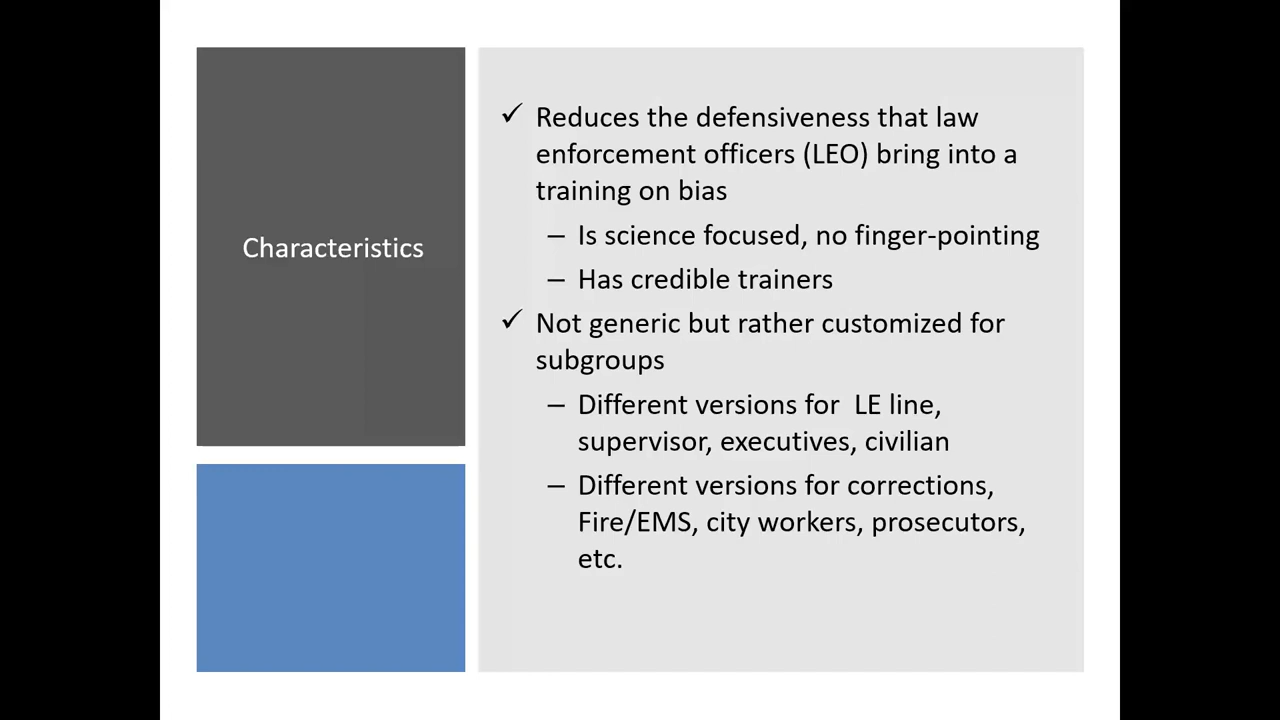 Characteristics
✓ Reduces the defensiveness that law
enforcement officers (LEO) bring into a
training on bias
– Is science focused, no finger-pointing
– Has credible trainers
✓ Not generic but rather customized for
subgroups
– Different versions for  LE line,
supervisor, executives, civilian
– Different versions for corrections,
Fire/EMS, city workers, prosecutors,
etc.